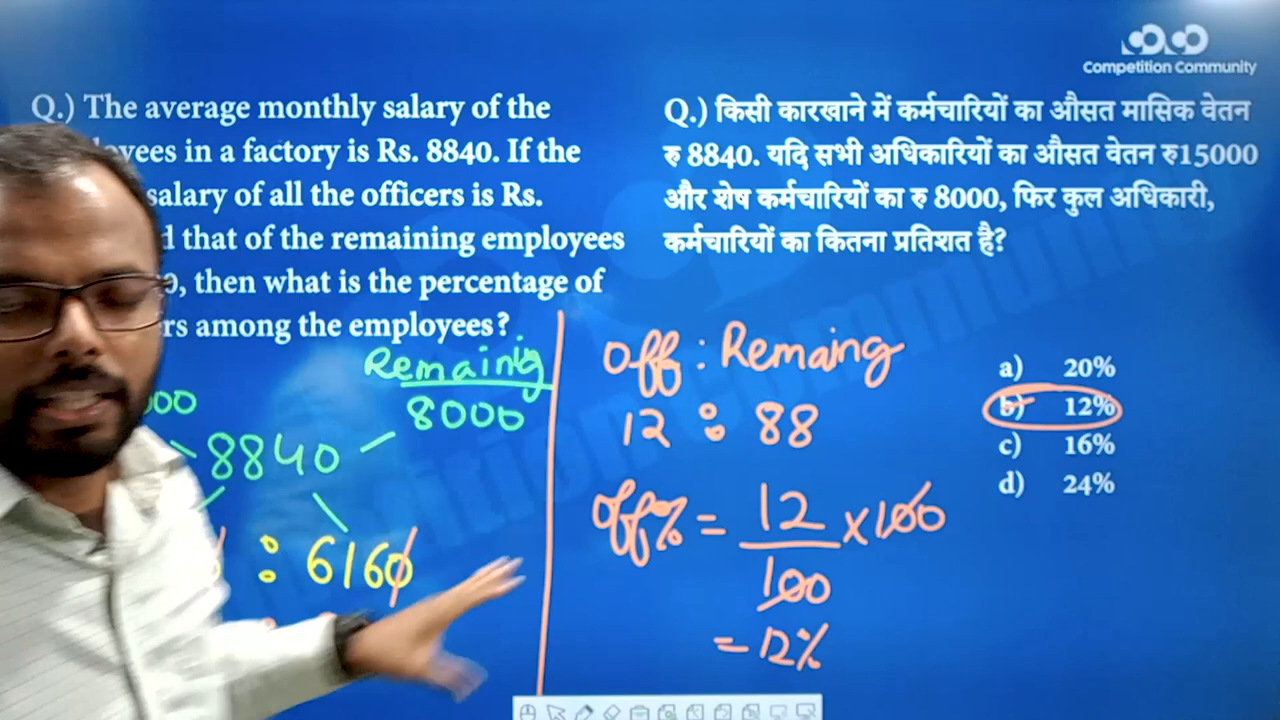 Competition Community
Q.) The average monthly salary of the
in a factory is Rs. 8840. If the
salary of all the officers is Rs.
that of the remaining employees
, then what is the percentage of
among the employees?
Q.) किसी कारखाने में कर्मचारियों का औसत मासिक वेतन
रु 8840. यदि सभी अधिकारियों का औसत वेतन रु15000
और शेष कर्मचारियों का रु 8000, फिर कुल अधिकारी,
कर्मचारियों का कितना प्रतिशत है?
Remaining
8000
8840
: 6160
Off : Remaing
12 : 88
Off% = 12/100 x100
= 12%
a) 20%
b) 12%
c) 16%
d) 24%